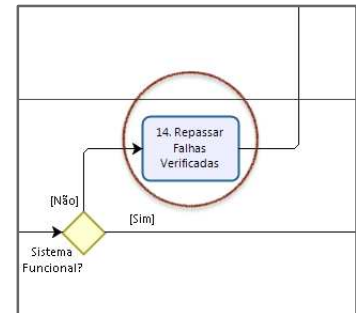 14. Repassar
Falhas
Verificadas
[Não]
[Sim]
Sistema
Funcional?